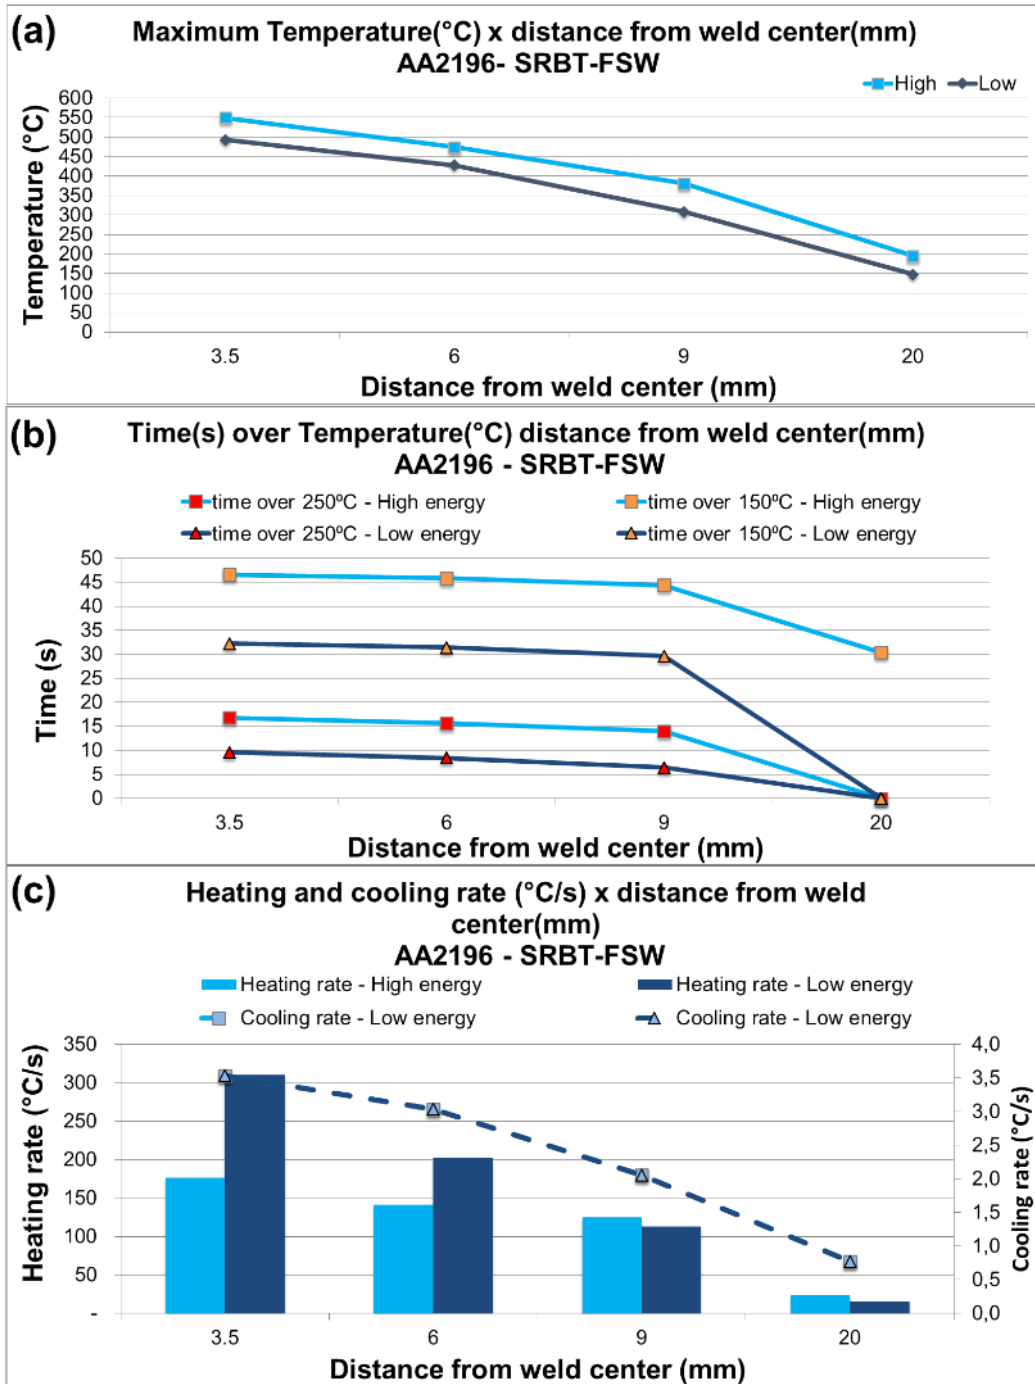 (a)
Maximum Temperature(°C) x distance from weld center(mm)
AA2196- SRBT-FSW
High Low
Temperature (°C)
600
550
500
450
400
350
300
250
200
150
100
50
0
3.5 6 9 20
Distance from weld center (mm)
(b)
Time(s) over Temperature(°C) distance from weld center(mm)
AA2196 - SRBT-FSW
time over 250ºC - High energy time over 150ºC - High energy
time over 250ºC - Low energy time over 150ºC - Low energy
Time (s)
50
45
40
35
30
25
20
15
10
5
0
3.5 6 9 20
Distance from weld center (mm)
(c)
Heating and cooling rate (°C/s) x distance from weld
center(mm)
AA2196 - SRBT-FSW
Heating rate - High energy Heating rate - Low energy
Cooling rate - Low energy Cooling rate - Low energy
Heating rate (°C/s)
350
300
250
200
150
100
50
-
4,0
3,5
3,0
2,5
2,0
1,5
1,0
0,5
0,0
Cooling rate (°C/s)
3.5 6 9 20
Distance from weld center (mm)